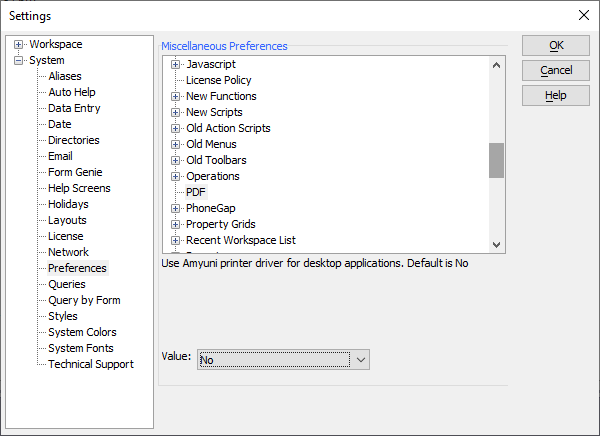 Settings
Workspace
System
Aliases
Auto Help
Data Entry
Date
Directories
Email
Form Genie
Help Screens
Holidays
Layouts
License
Network
Preferences
Queries
Query by Form
Styles
System Colors
System Fonts
Technical Support
Miscellaneous Preferences
Javascript
License Policy
New Functions
New Scripts
Old Action Scripts
Old Menus
Old Toolbars
Operations
PDF
PhoneGap
Property Grids
Recent Workspace List
Use Amyuni printer driver for desktop applications. Default is No
Value: No
OK
Cancel
Help